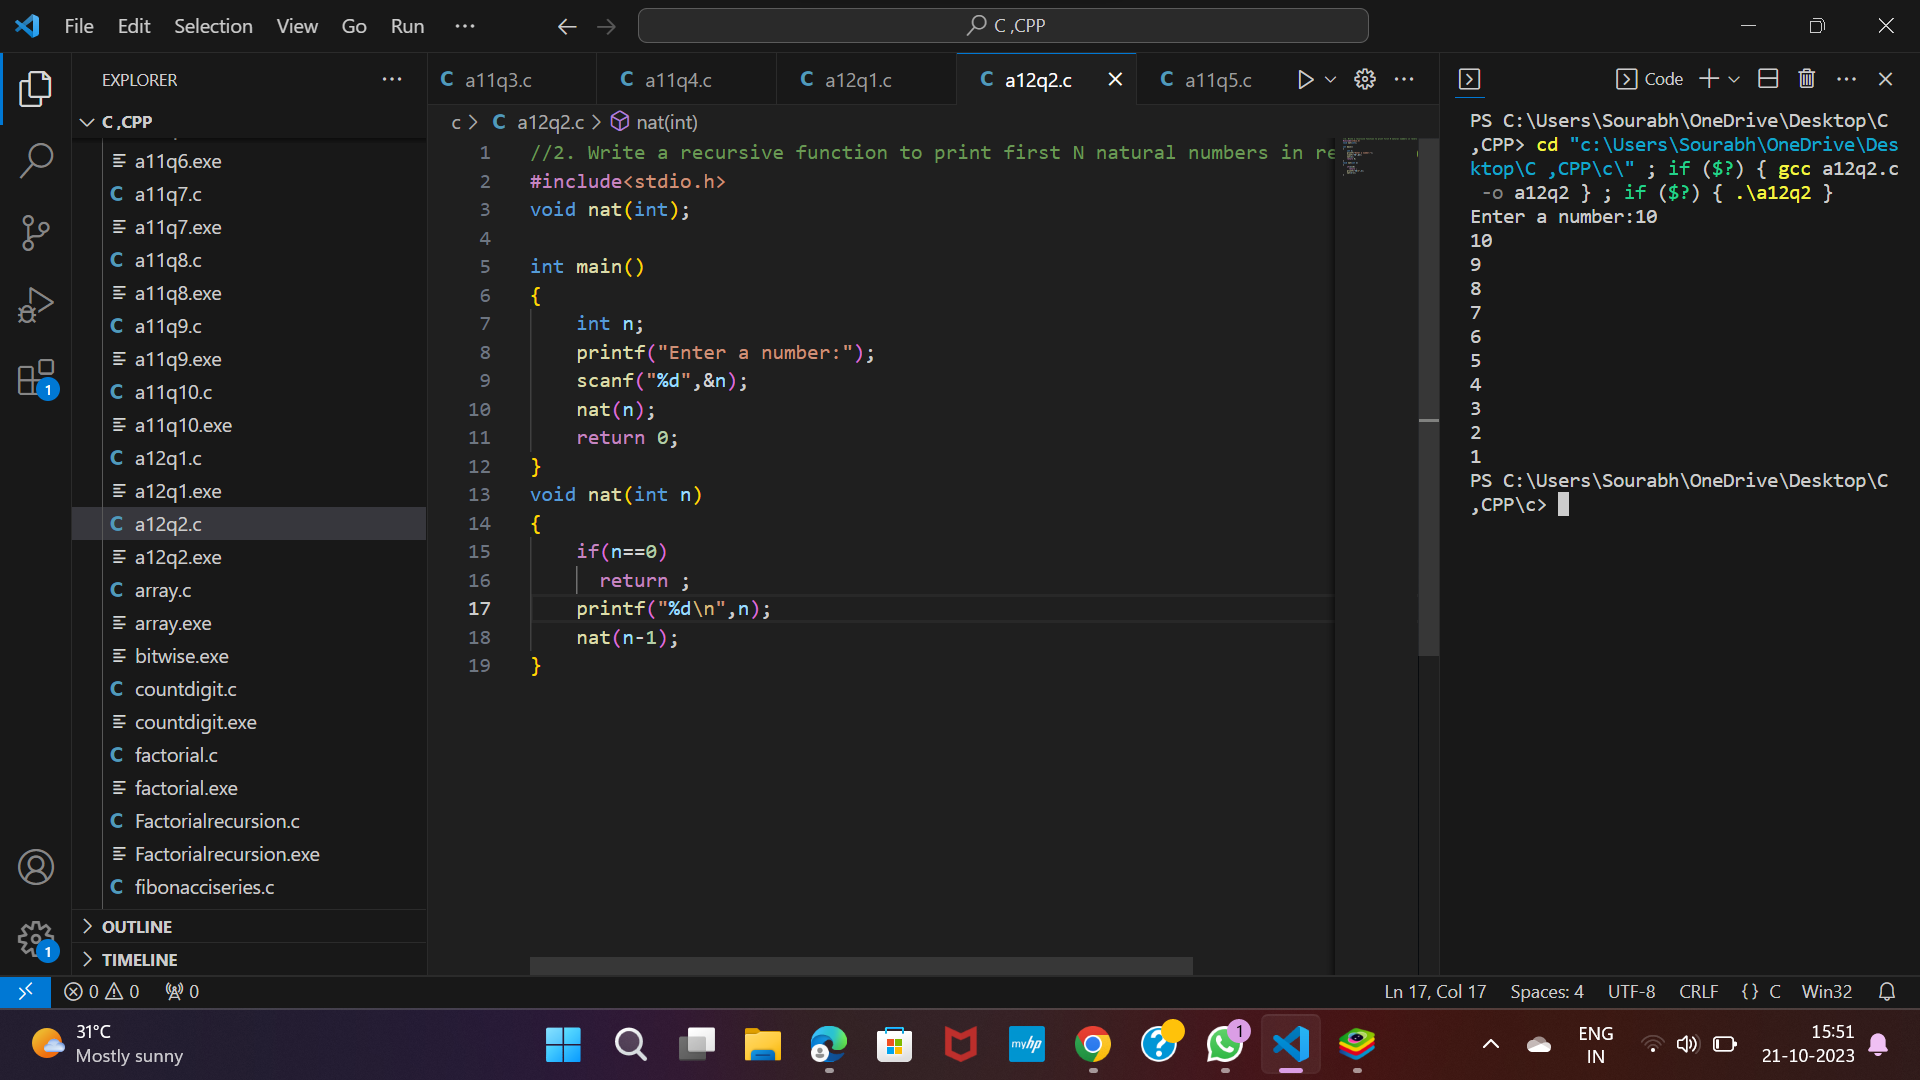 File Edit Selection View Go Run ···
C ,CPP
EXPLORER ···
C ,CPP
a11q6.exe
a11q7.c
a11q7.exe
a11q8.c
a11q8.exe
a11q9.c
a11q9.exe
a11q10.c
a11q10.exe
a12q1.c
a12q1.exe
a12q2.c
a12q2.exe
array.c
array.exe
bitwise.exe
countdigit.c
countdigit.exe
factorial.c
factorial.exe
Factorialrecursion.c
Factorialrecursion.exe
fibonacciseries.c
OUTLINE
TIMELINE
1
1
C a11q3.c C a11q4.c C a12q1.c C a12q2.c C a11q5.c
c > C a12q2.c > nat(int)
1 //2. Write a recursive function to print first N natural numbers in re
2 #include<stdio.h>
3 void nat(int);
4
5 int main()
6 {
7 int n;
8 printf("Enter a number:");
9 scanf("%d",&n);
10 nat(n);
11 return 0;
12 }
13 void nat(int n)
14 {
15 if(n==0)
16 return ;
17 printf("%d\n",n);
18 nat(n-1);
19 }
Code
PS C:\Users\Sourabh\OneDrive\Desktop\C
,CPP> cd "c:\Users\Sourabh\OneDrive\Des
ktop\C ,CPP\c\" ; if ($?) { gcc a12q2.c
-o a12q2 } ; if ($?) { .\a12q2 }
Enter a number:10
10
9
8
7
6
5
4
3
2
1
PS C:\Users\Sourabh\OneDrive\Desktop\C
,CPP\c>
0 0 0
Ln 17, Col 17 Spaces: 4 UTF-8 CRLF {} C Win32
31°C
Mostly sunny
myhp
1
ENG
IN
15:51
21-10-2023